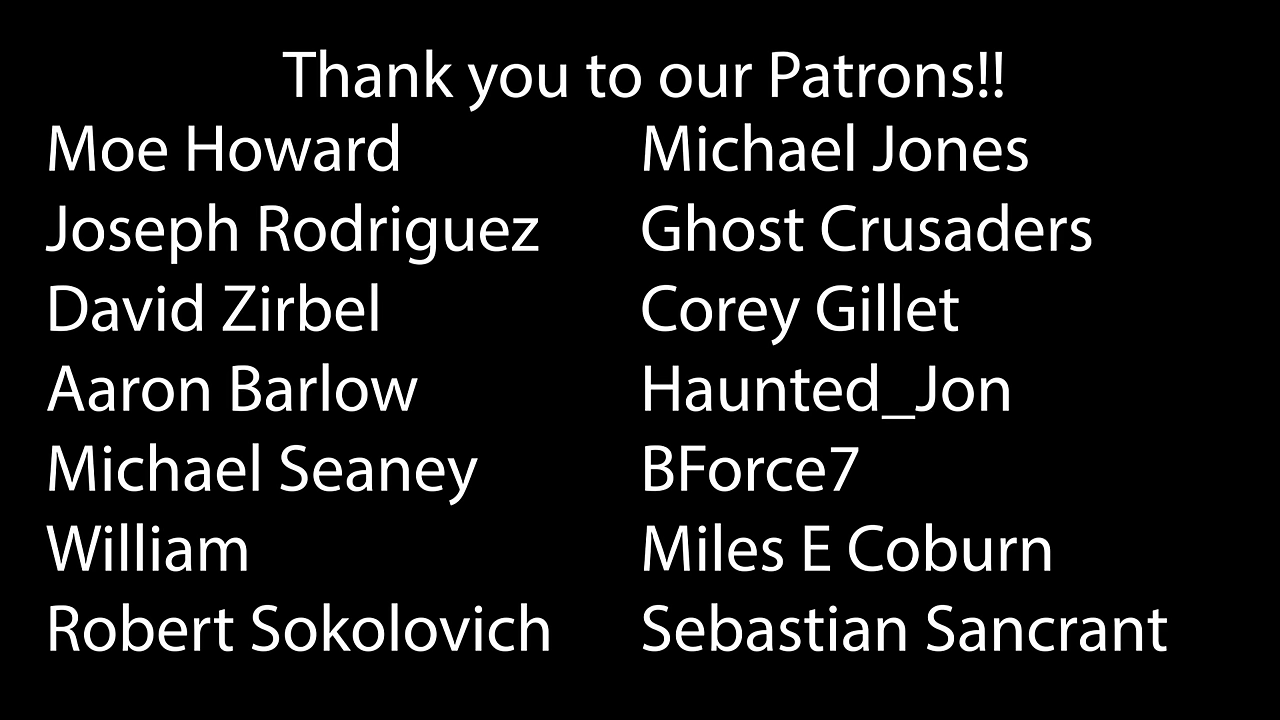 Thank you to our Patrons!!
Moe Howard
Joseph Rodriguez
David Zirbel
Aaron Barlow
Michael Seaney
William
Robert Sokolovich
Michael Jones
Ghost Crusaders
Corey Gillet
Haunted_Jon
BForce7
Miles E Coburn
Sebastian Sancrant